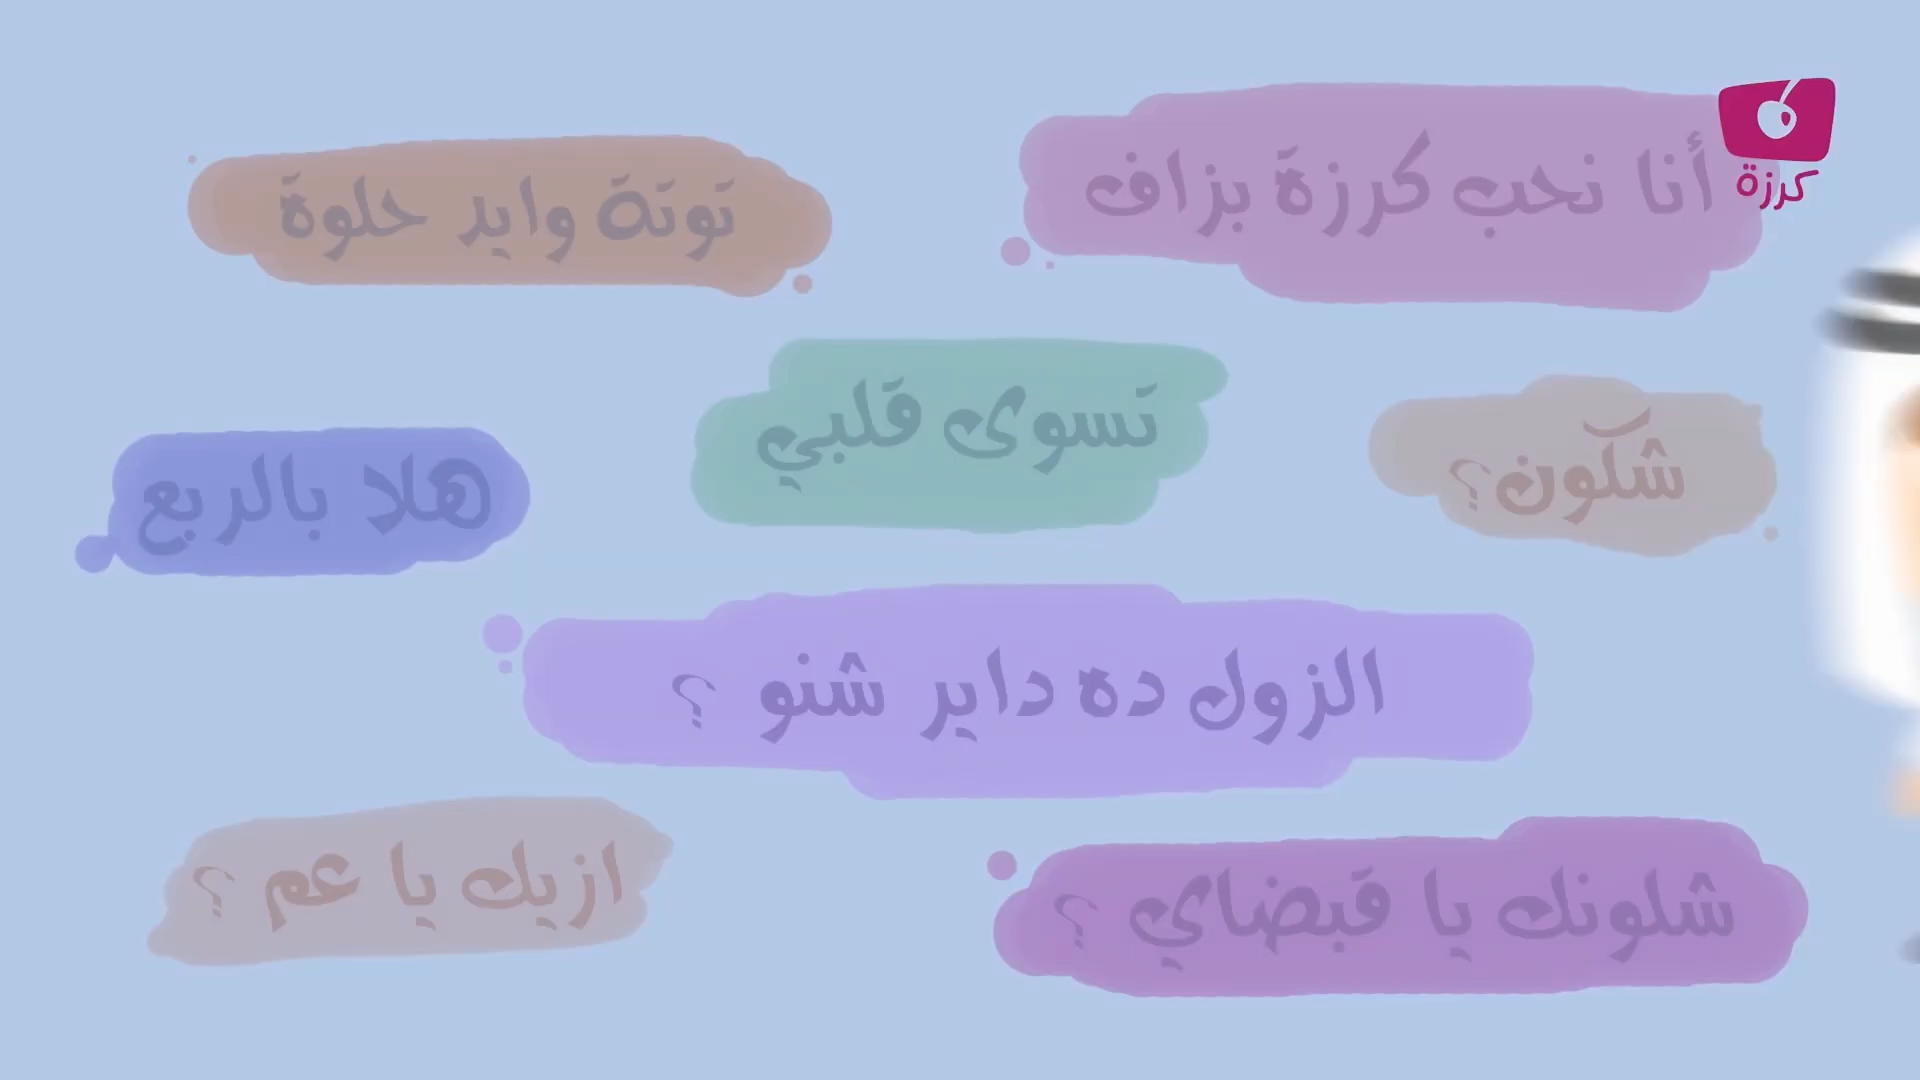 كرزة
أنا نحب كرزة بزاف
توتة وايد حلوة
تسوى قلبي
شكون؟
هلا بالربع
الزول ده داير شنو ؟
ازيك يا عم ؟
شلونك يا قبضاي ؟